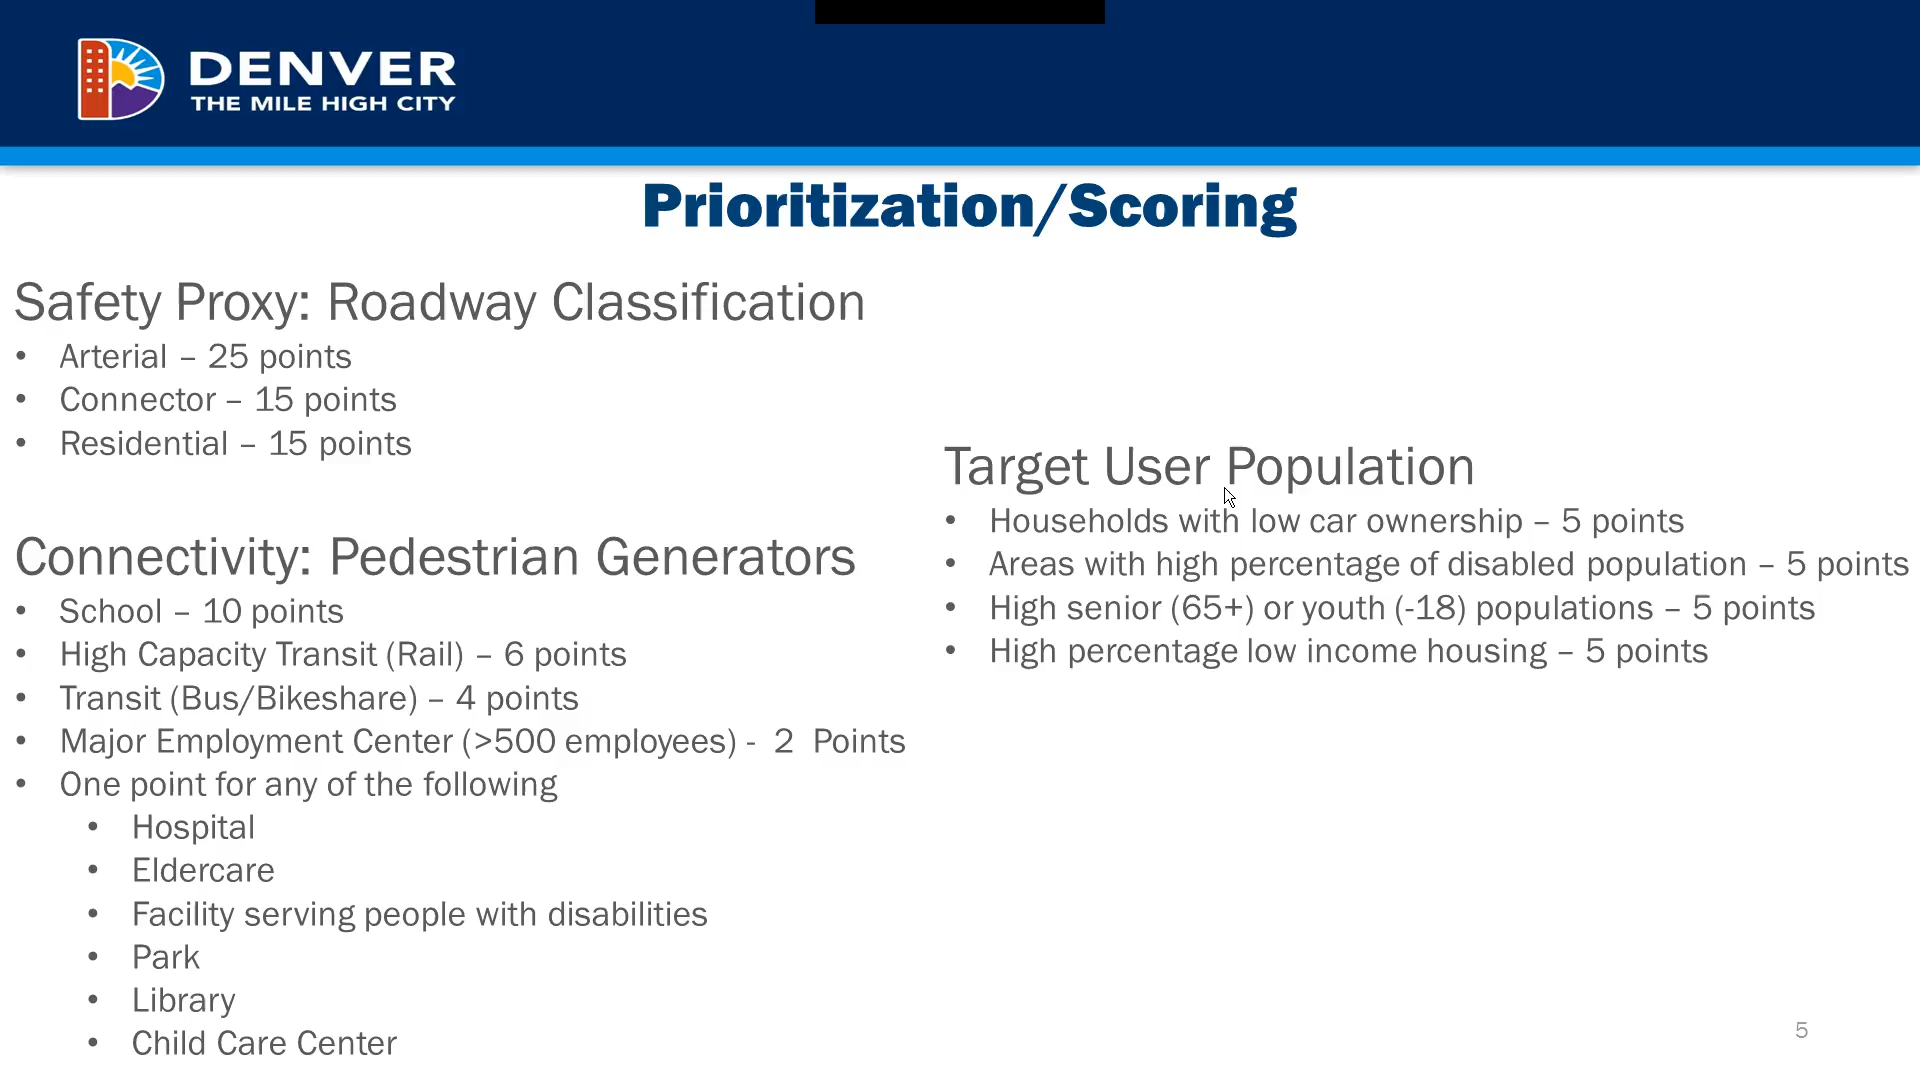 DENVER
THE MILE HIGH CITY
Prioritization/Scoring
Safety Proxy: Roadway Classification
• Arterial – 25 points
• Connector – 15 points
• Residential – 15 points
Connectivity: Pedestrian Generators
• School – 10 points
• High Capacity Transit (Rail) – 6 points
• Transit (Bus/Bikeshare) – 4 points
• Major Employment Center (>500 employees) - 2 Points
• One point for any of the following
• Hospital
• Eldercare
• Facility serving people with disabilities
• Park
• Library
• Child Care Center
Target User Population
• Households with low car ownership – 5 points
• Areas with high percentage of disabled population – 5 points
• High senior (65+) or youth (-18) populations – 5 points
• High percentage low income housing – 5 points
5